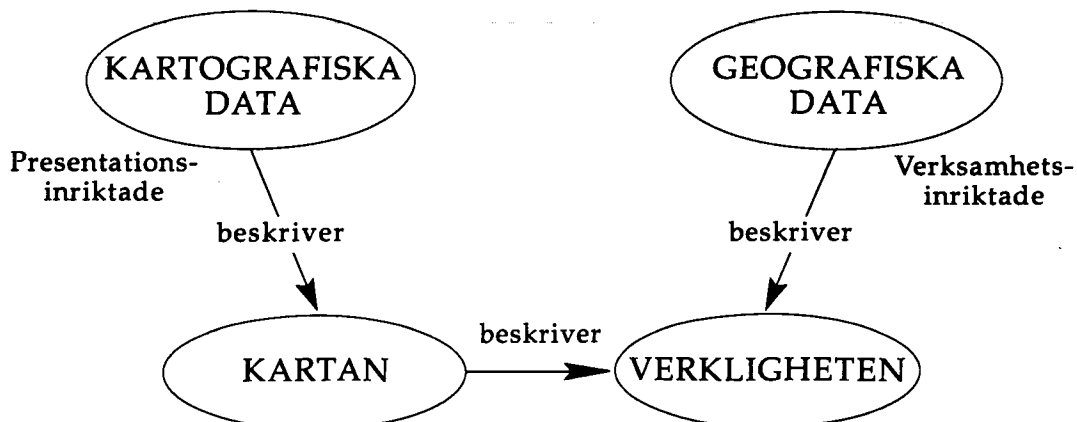 KARTOGRAFISKA
DATA
GEOGRAFISKA
DATA
Presentations-
inriktade
Verksamhets-
inriktade
beskriver
beskriver
beskriver
KARTAN
VERKLIGHETEN